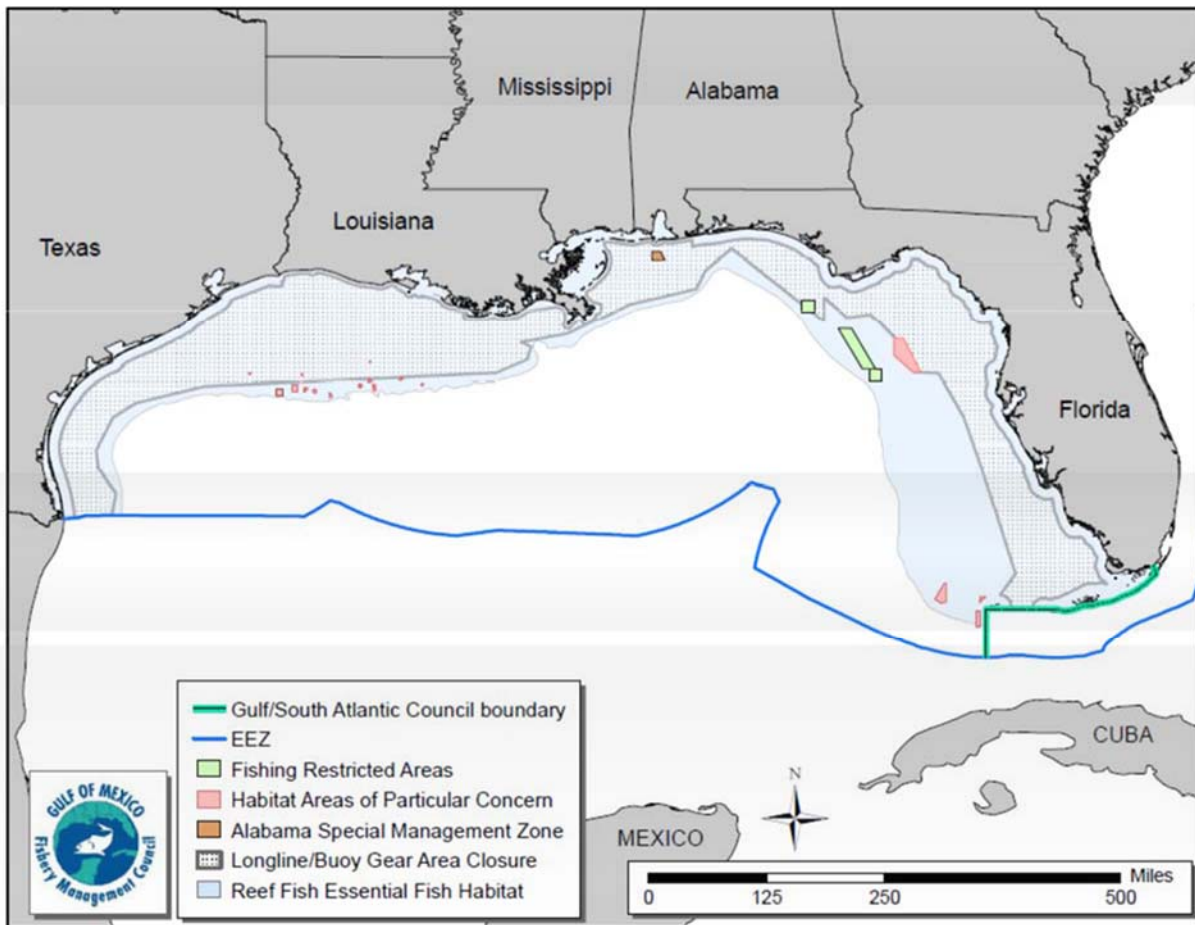 Mississippi
Alabama
Louisiana
Texas
Florida
Gulf/South Atlantic Council boundary
EEZ
Fishing Restricted Areas
Habitat Areas of Particular Concern
Alabama Special Management Zone
Longline/Buoy Gear Area Closure
Reef Fish Essential Fish Habitat
GULF OF MEXICO
Fishery Management Council
N
CUBA
MEXICO
Miles
0 125 250 500